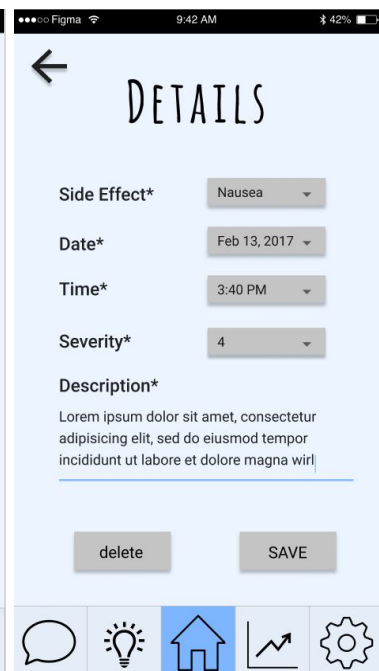 Figma 9:42 AM 42%
DETAILS
Side Effect* Nausea
Date* Feb 13, 2017
Time* 3:40 PM
Severity* 4
Description*
Lorem ipsum dolor sit amet, consectetur
adipisicing elit, sed do eiusmod tempor
incididunt ut labore et dolore magna wirl
delete SAVE